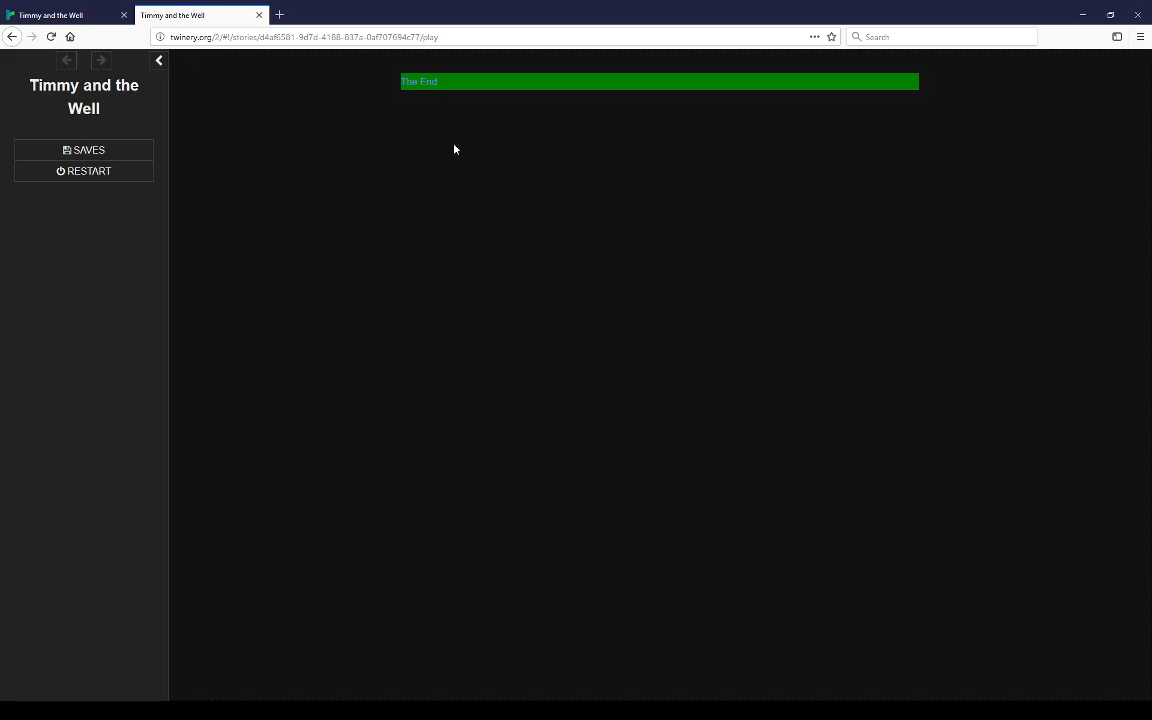 Timmy and the Well
Timmy and the Well
twinery.org/2/#!/stories/d4af6581-9d7d-4188-837a-0af707694c77/play
Search
Timmy and the
Well
SAVES
RESTART
The End